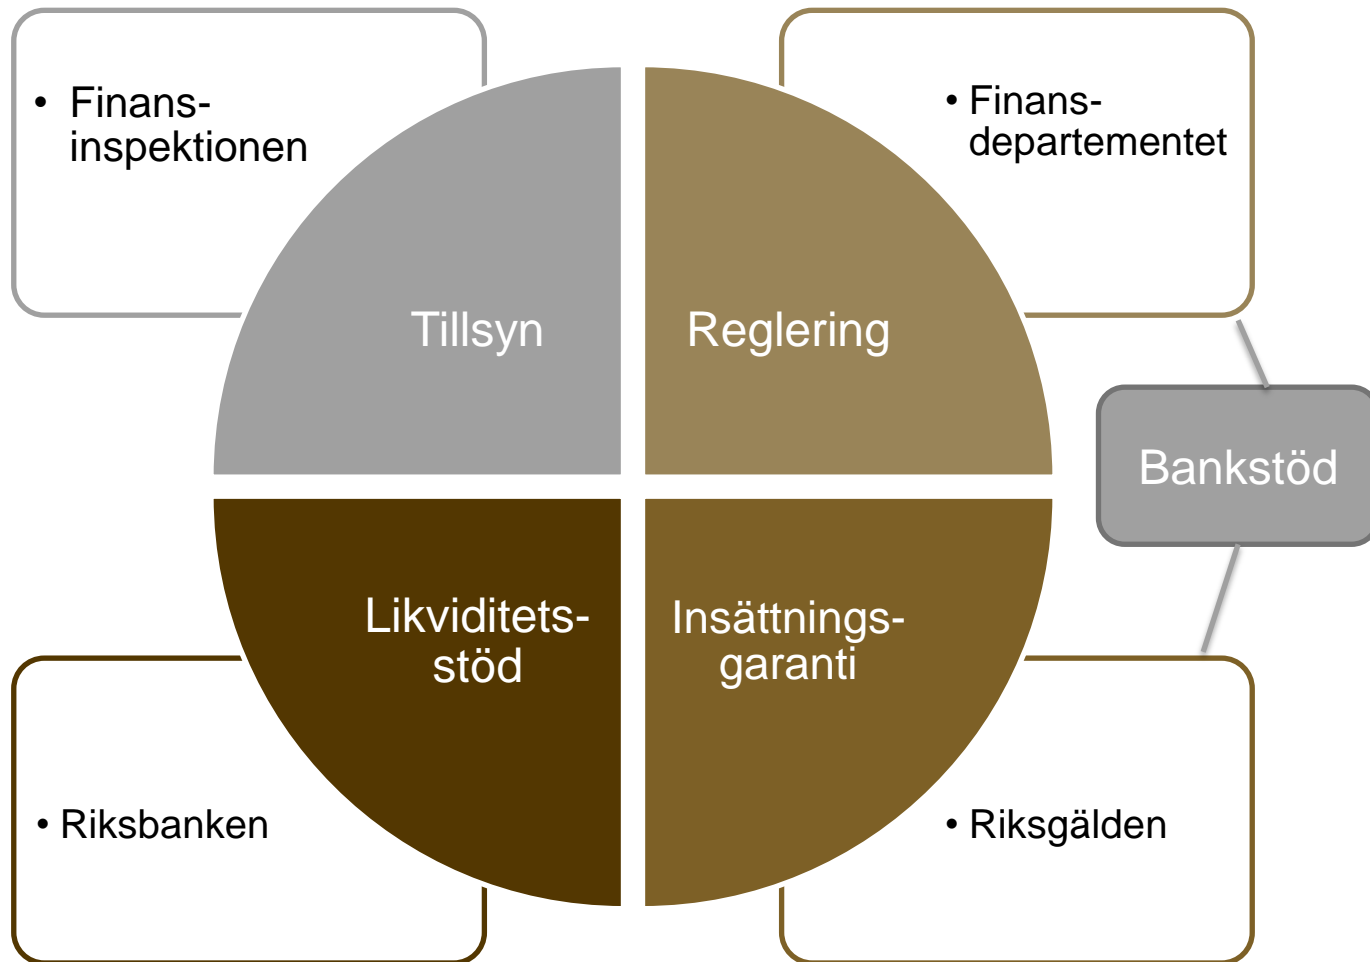 • Finans-
inspektionen
• Finans-
departementet
Tillsyn
Reglering
Bankstöd
Likviditets-
stöd
Insättnings-
garanti
• Riksbanken
• Riksgälden